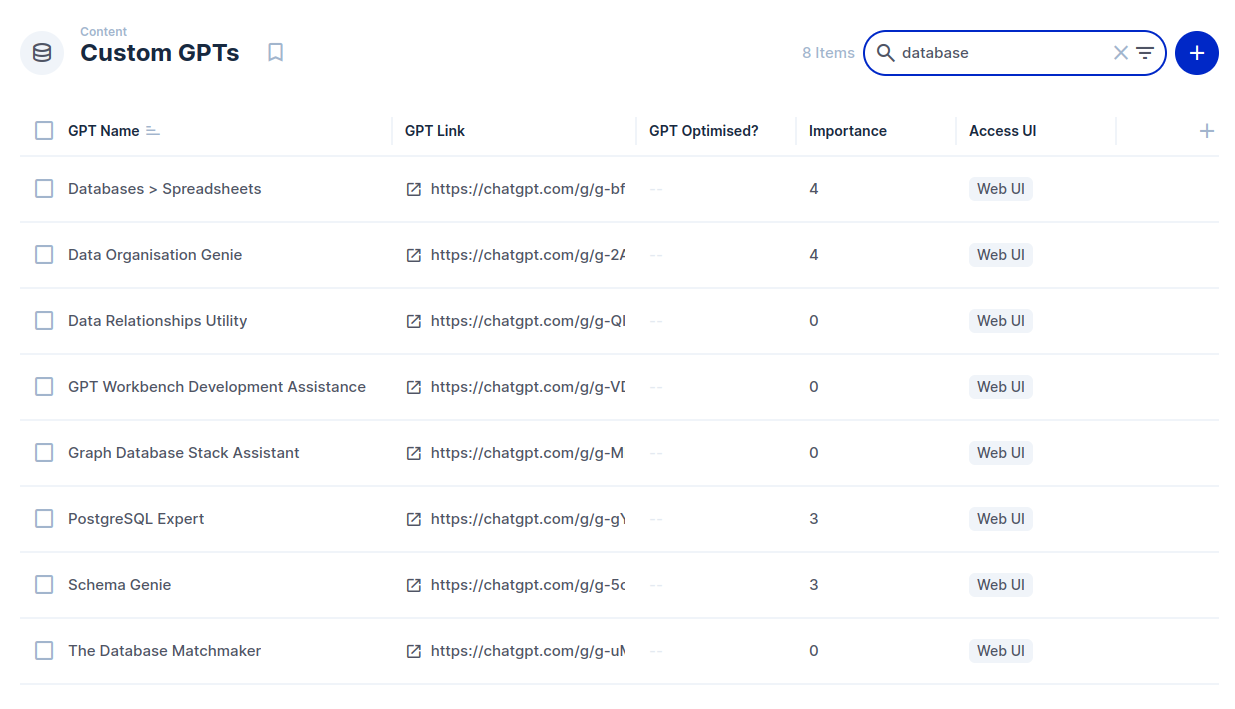 Content
Custom GPTs
8 Items
database
GPT Name GPT Link GPT Optimised? Importance Access UI
Databases > Spreadsheets https://chatgpt.com/g/g-bf -- 4 Web UI
Data Organisation Genie https://chatgpt.com/g/g-2A -- 4 Web UI
Data Relationships Utility https://chatgpt.com/g/g-Ql -- 0 Web UI
GPT Workbench Development Assistance https://chatgpt.com/g/g-VD -- 0 Web UI
Graph Database Stack Assistant https://chatgpt.com/g/g-M -- 0 Web UI
PostgreSQL Expert https://chatgpt.com/g/g-gY -- 3 Web UI
Schema Genie https://chatgpt.com/g/g-5c -- 3 Web UI
The Database Matchmaker https://chatgpt.com/g/g-uM -- 0 Web UI